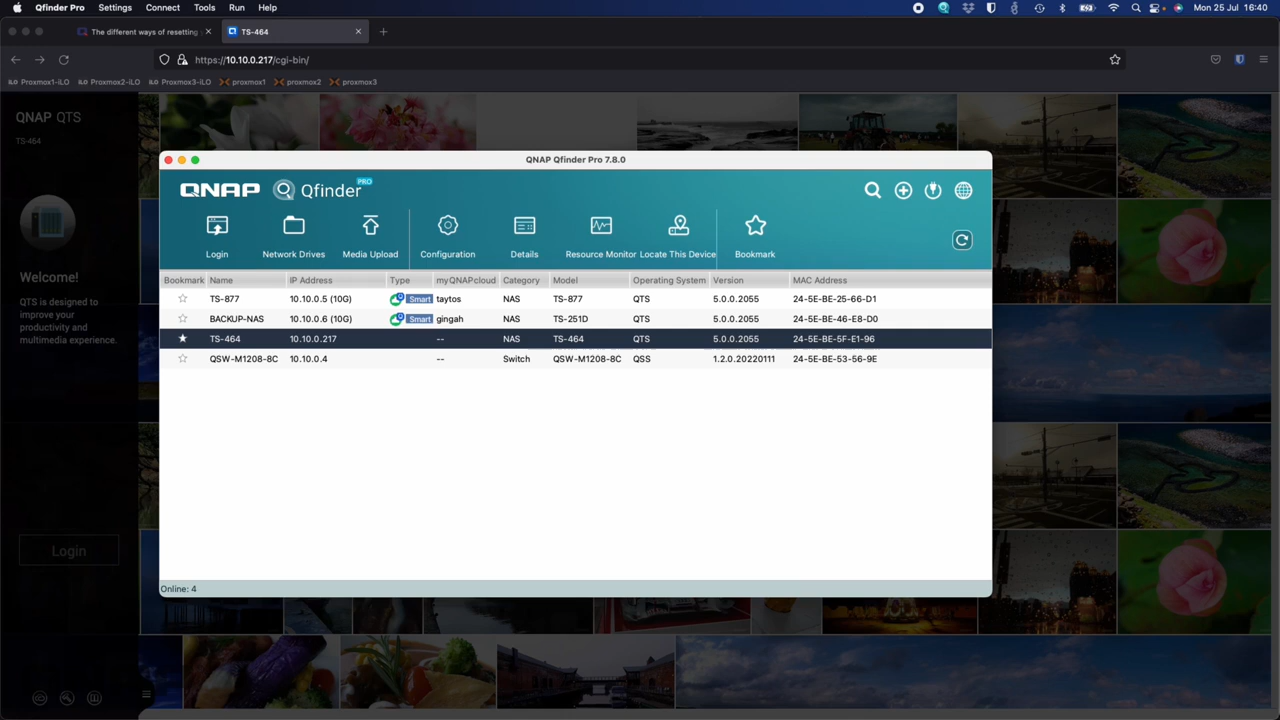 Qfinder Pro Settings Connect Tools Run Help Mon 25 Jul 16:40
The different ways of resetting TS-464
https://10.10.0.217/cgi-bin/
iLO Proxmox1-iLO iLO Proxmox2-iLO iLO Proxmox3-iLO proxmox1 proxmox2 proxmox3
QNAP QTS
TS-464
Welcome!
QTS is designed to
improve your
productivity and
multimedia experience.
Login
QNAP Qfinder Pro 7.8.0
QNAP Qfinder PRO
Login Network Drives Media Upload Configuration Details Resource Monitor Locate This Device Bookmark
Bookmark Name IP Address Type myQNAPcloud Category Model Operating System Version MAC Address
TS-877 10.10.0.5 (10G) Smart taytos NAS TS-877 QTS 5.0.0.2055 24-5E-BE-25-66-D1
BACKUP-NAS 10.10.0.6 (10G) Smart gingah NAS TS-251D QTS 5.0.0.2055 24-5E-BE-46-E8-D0
TS-464 10.10.0.217 -- NAS TS-464 QTS 5.0.0.2055 24-5E-BE-5F-E1-96
QSW-M1208-8C 10.10.0.4 -- Switch QSW-M1208-8C QSS 1.2.0.20220111 24-5E-BE-53-56-9E
Online: 4